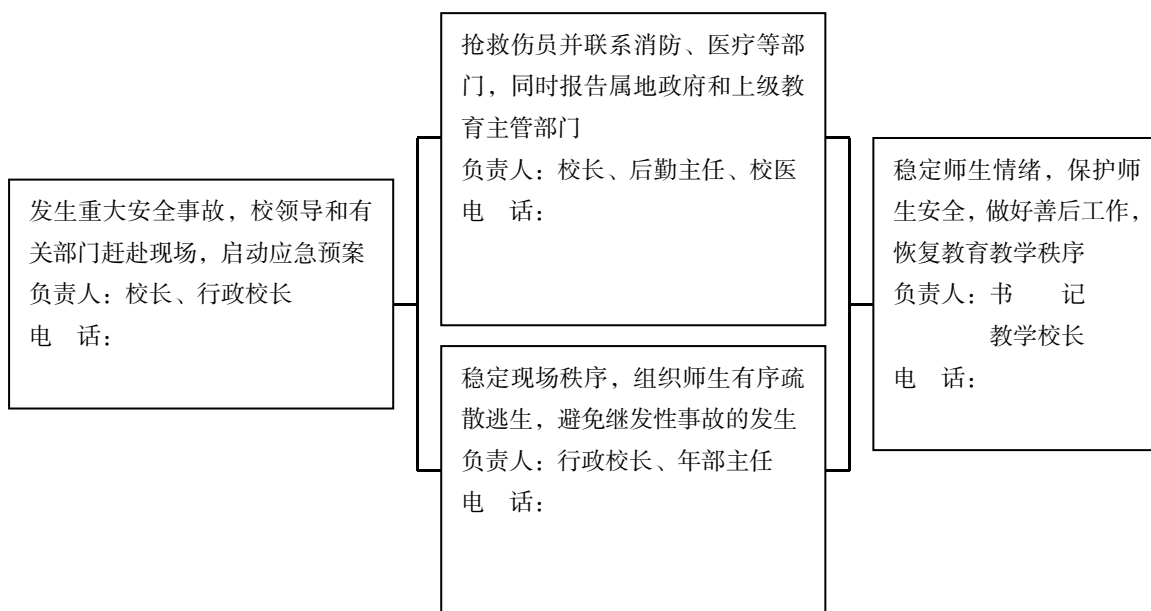 发生重大安全事故，校领导和有
关部门赶赴现场，启动应急预案
负责人：校长、行政校长
电　话：
抢救伤员并联系消防、医疗等部
门，同时报告属地政府和上级教
育主管部门
负责人：校长、后勤主任、校医
电　话：
稳定现场秩序，组织师生有序疏
散逃生，避免继发性事故的发生
负责人：行政校长、年部主任
电　话：
稳定师生情绪，保护师
生安全，做好善后工作，
恢复教育教学秩序
负责人：书　　记
教学校长
电　话：